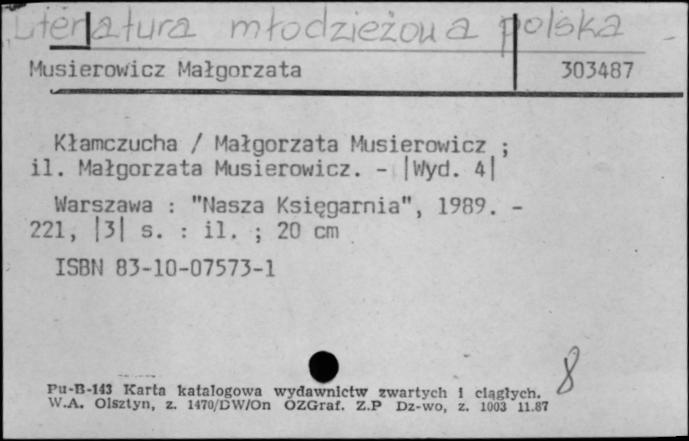 Literatura młodzieżowa polska
Musierowicz Małgorzata 303487
Kłamczucha / Małgorzata Musierowicz ;
il. Małgorzata Musierowicz. - |Wyd. 4|
Warszawa : "Nasza Księgarnia", 1989. -
221, |3| s. : il. ; 20 cm
ISBN 83-10-07573-1
8
Pu-B-143 Karta katalogowa wydawnictw zwartych i ciągłych.
W.A. Olsztyn, z. 1470/DW/On OZGraf. Z.P Dz-wo, z. 1003 11.87